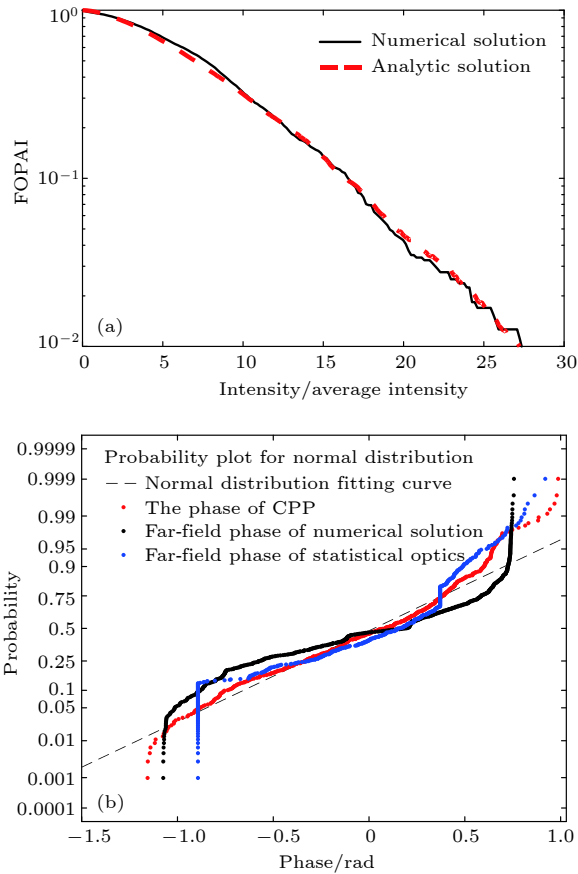 10⁰
10⁻¹
10⁻²
FOPAI
Numerical solution
Analytic solution
(a)
0 5 10 15 20 25 30
Intensity/average intensity
0.9999
0.999
0.99
0.95
0.9
0.75
0.5
0.25
0.1
0.05
0.01
0.001
0.0001
Probability
Probability plot for normal distribution
Normal distribution fitting curve
The phase of CPP
Far-field phase of numerical solution
Far-field phase of statistical optics
(b)
−1.5 −1.0 −0.5 0 0.5 1.0
Phase/rad